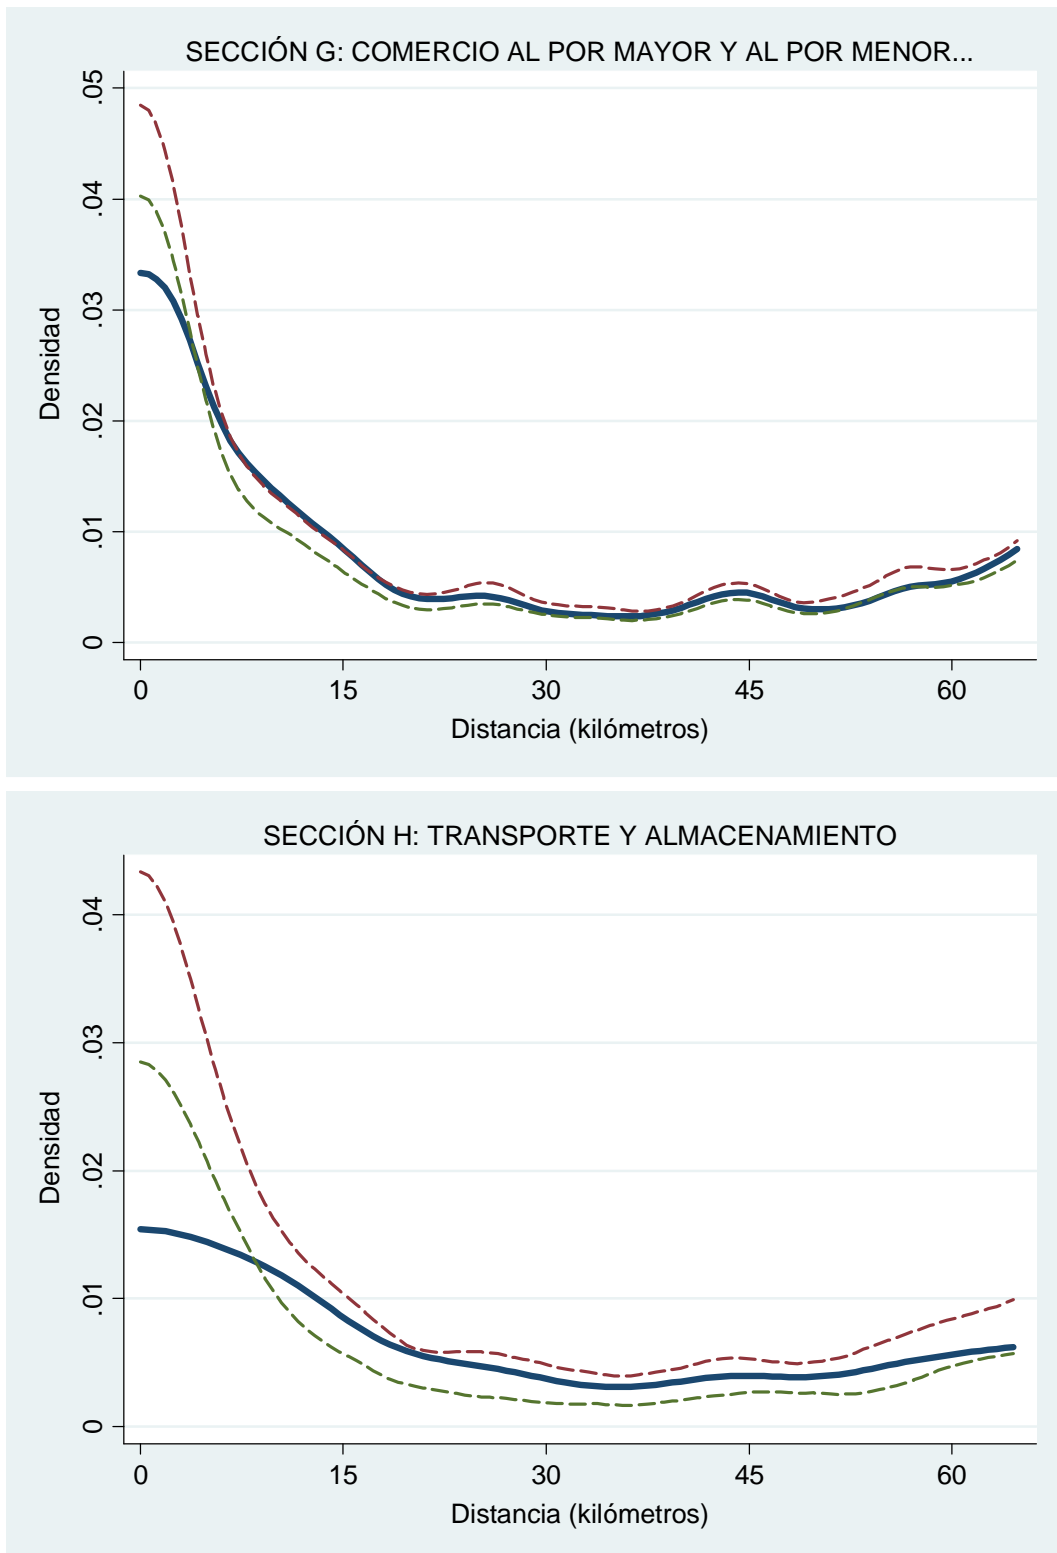 SECCIÓN G: COMERCIO AL POR MAYOR Y AL POR MENOR...
Densidad
.05
.04
.03
.02
.01
0
0 15 30 45 60
Distancia (kilómetros)
SECCIÓN H: TRANSPORTE Y ALMACENAMIENTO
Densidad
.04
.03
.02
.01
0
0 15 30 45 60
Distancia (kilómetros)